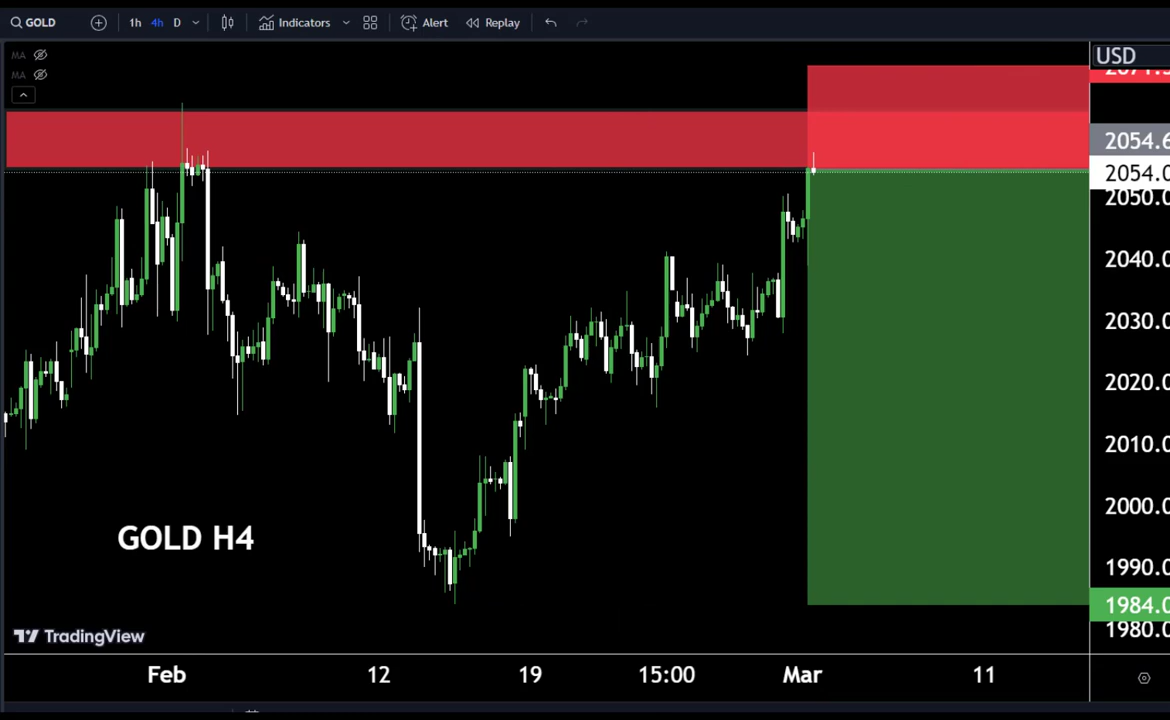 GOLD 1h 4h D Indicators Alert Replay
MA
MA
USD
2054.6
2054.0
2050.0
2040.0
2030.0
2020.0
2010.0
2000.0
1990.0
1984.0
1980.0
GOLD H4
TradingView
Feb 12 19 15:00 Mar 11